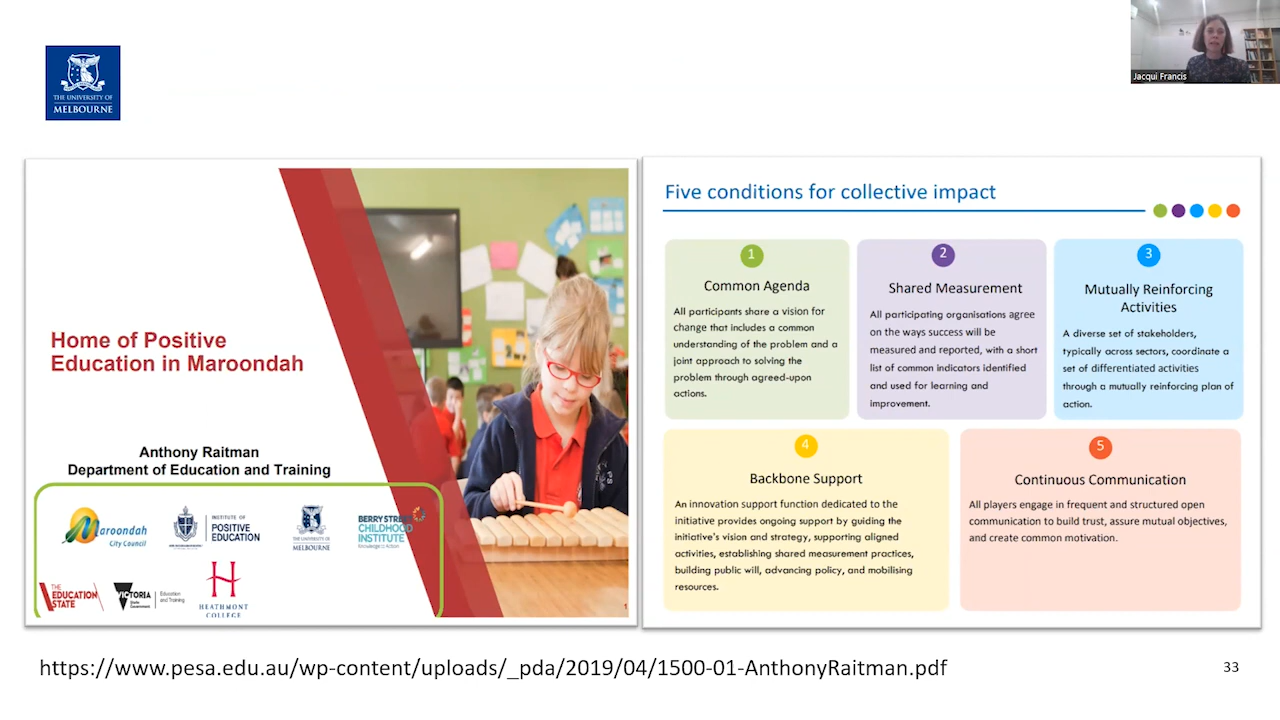 Jacqui Francis
THE UNIVERSITY OF
MELBOURNE
Home of Positive
Education in Maroondah
Anthony Raitman
Department of Education and Training
Maroondah
City Council
INSTITUTE OF
POSITIVE
EDUCATION
THE UNIVERSITY OF
MELBOURNE
BERRY STREET
CHILDHOOD
INSTITUTE
Knowledge to Action
THE
EDUCATION
STATE
VICTORIA
State
Government
Education
and Training
HEATHMONT
COLLEGE
1
Five conditions for collective impact
1
Common Agenda
All participants share a vision for
change that includes a common
understanding of the problem and a
joint approach to solving the
problem through agreed-upon
actions.
2
Shared Measurement
All participating organisations agree
on the ways success will be
measured and reported, with a short
list of common indicators identified
and used for learning and
improvement.
3
Mutually Reinforcing
Activities
A diverse set of stakeholders,
typically across sectors, coordinate a
set of differentiated activities
through a mutually reinforcing plan of
action.
4
Backbone Support
An innovation support function dedicated to the
initiative provides ongoing support by guiding the
initiative's vision and strategy, supporting aligned
activities, establishing shared measurement practices,
building public will, advancing policy, and mobilising
resources.
5
Continuous Communication
All players engage in frequent and structured open
communication to build trust, assure mutual objectives,
and create common motivation.
https://www.pesa.edu.au/wp-content/uploads/_pda/2019/04/1500-01-AnthonyRaitman.pdf
33